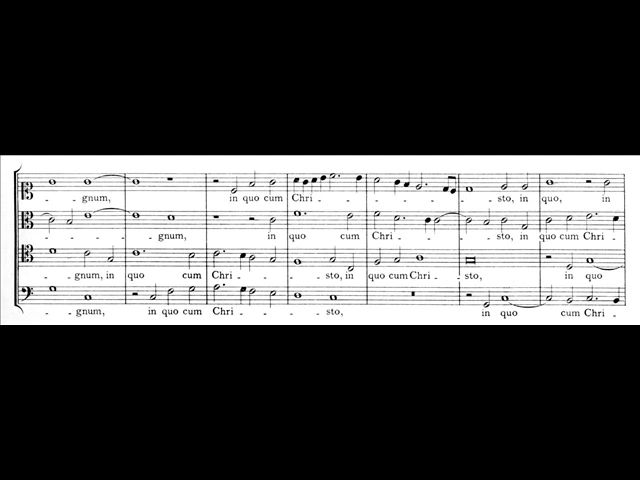 - - gnum, in quo cum Chri - - - - - - sto, in quo, in
- - - gnum, in quo cum Chri - - - sto, in quo cum Chri -
gnum, in quo cum Chri - - - sto, in quo cum Chri - - sto, in quo
- - gnum, in quo cum Chri - - - sto, in quo cum Chri -